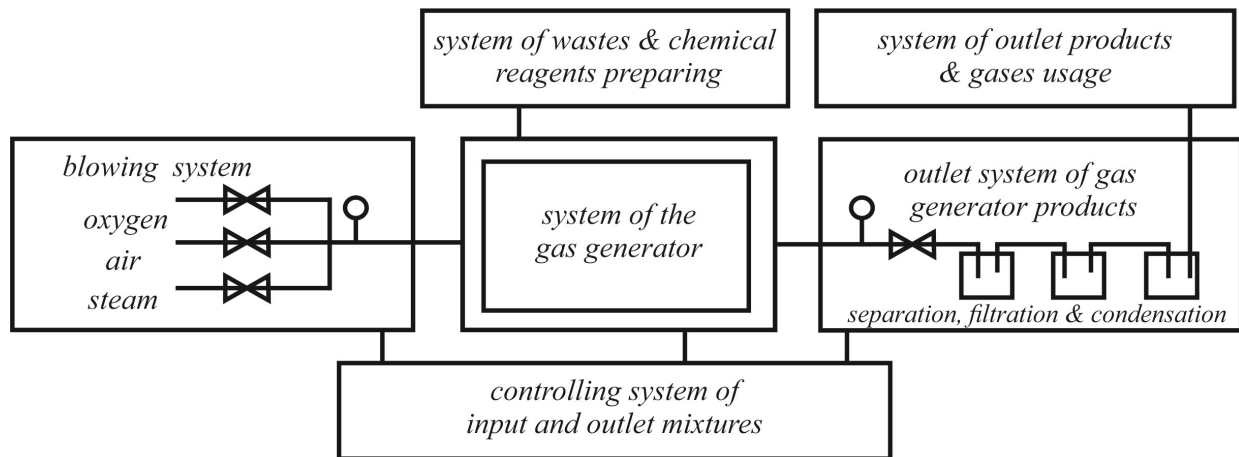 system of wastes & chemical
reagents preparing
system of outlet products
& gases usage
blowing system
oxygen
air
steam
system of the
gas generator
outlet system of gas
generator products
separation, filtration & condensation
controlling system of
input and outlet mixtures